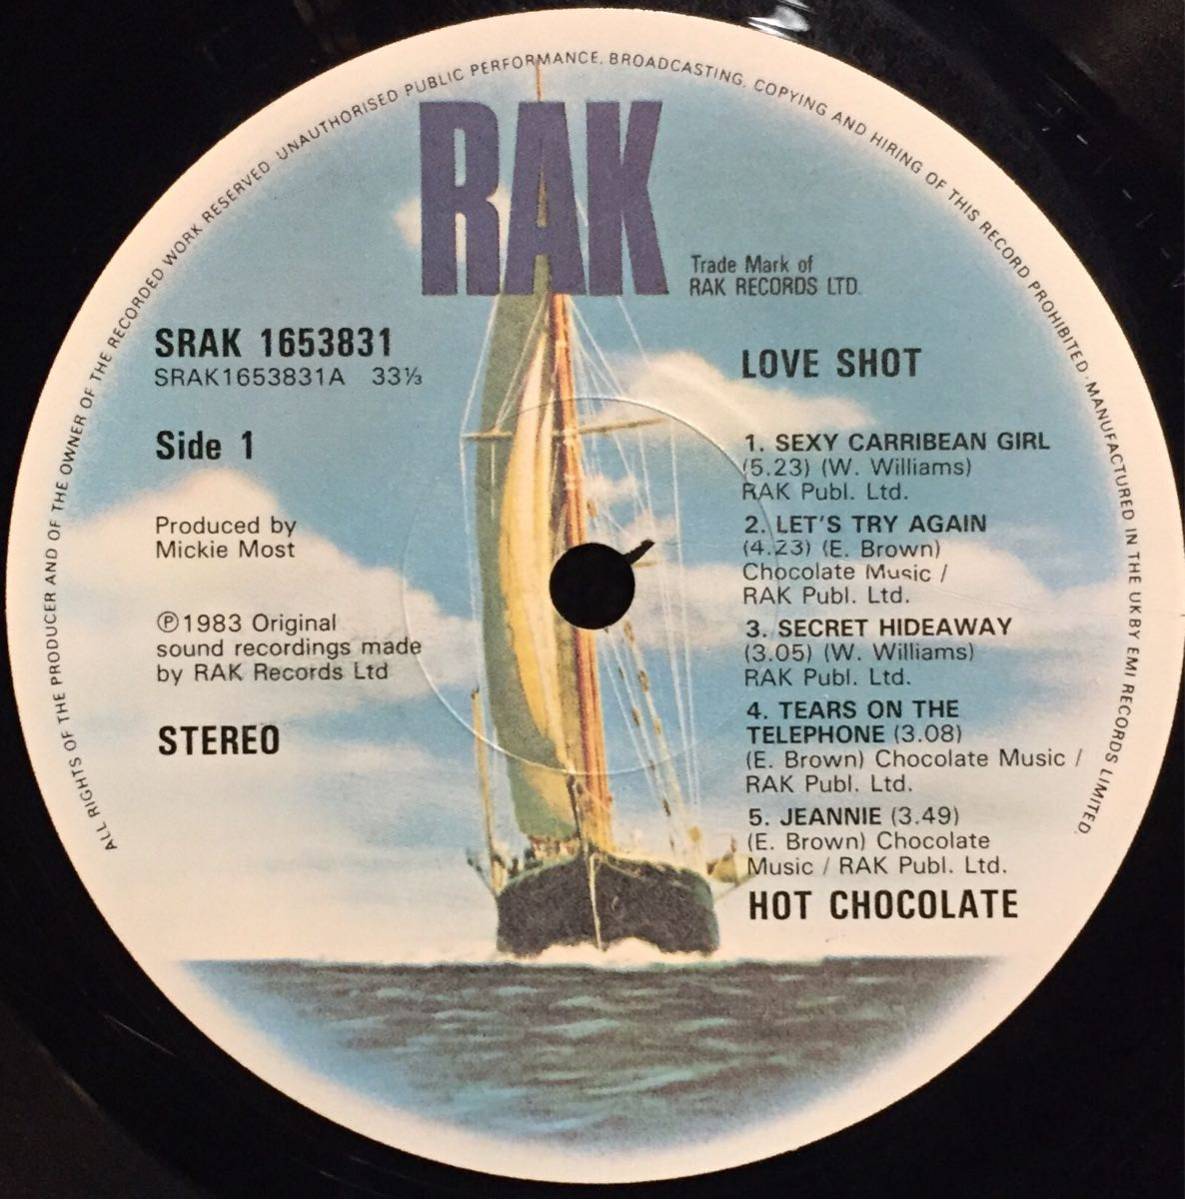 ALL RIGHTS OF THE PRODUCER AND OF THE OWNER OF THE RECORDED WORK RESERVED. UNAUTHORISED PUBLIC PERFORMANCE, BROADCASTING, COPYING AND HIRING OF THIS RECORD PROHIBITED. MANUFACTURED IN THE UK BY EMI RECORDS LIMITED.
RAK
Trade Mark of
RAK RECORDS LTD.
SRAK 1653831
SRAK1653831A 33⅓
Side 1
Produced by
Mickie Most
℗1983 Original
sound recordings made
by RAK Records Ltd
STEREO
LOVE SHOT
1. SEXY CARRIBEAN GIRL
(5.23) (W. Williams)
RAK Publ. Ltd.
2. LET'S TRY AGAIN
(4.23) (E. Brown)
Chocolate Music /
RAK Publ. Ltd.
3. SECRET HIDEAWAY
(3.05) (W. Williams)
RAK Publ. Ltd.
4. TEARS ON THE
TELEPHONE (3.08)
(E. Brown) Chocolate Music /
RAK Publ. Ltd.
5. JEANNIE (3.49)
(E. Brown) Chocolate
Music / RAK Publ. Ltd.
HOT CHOCOLATE